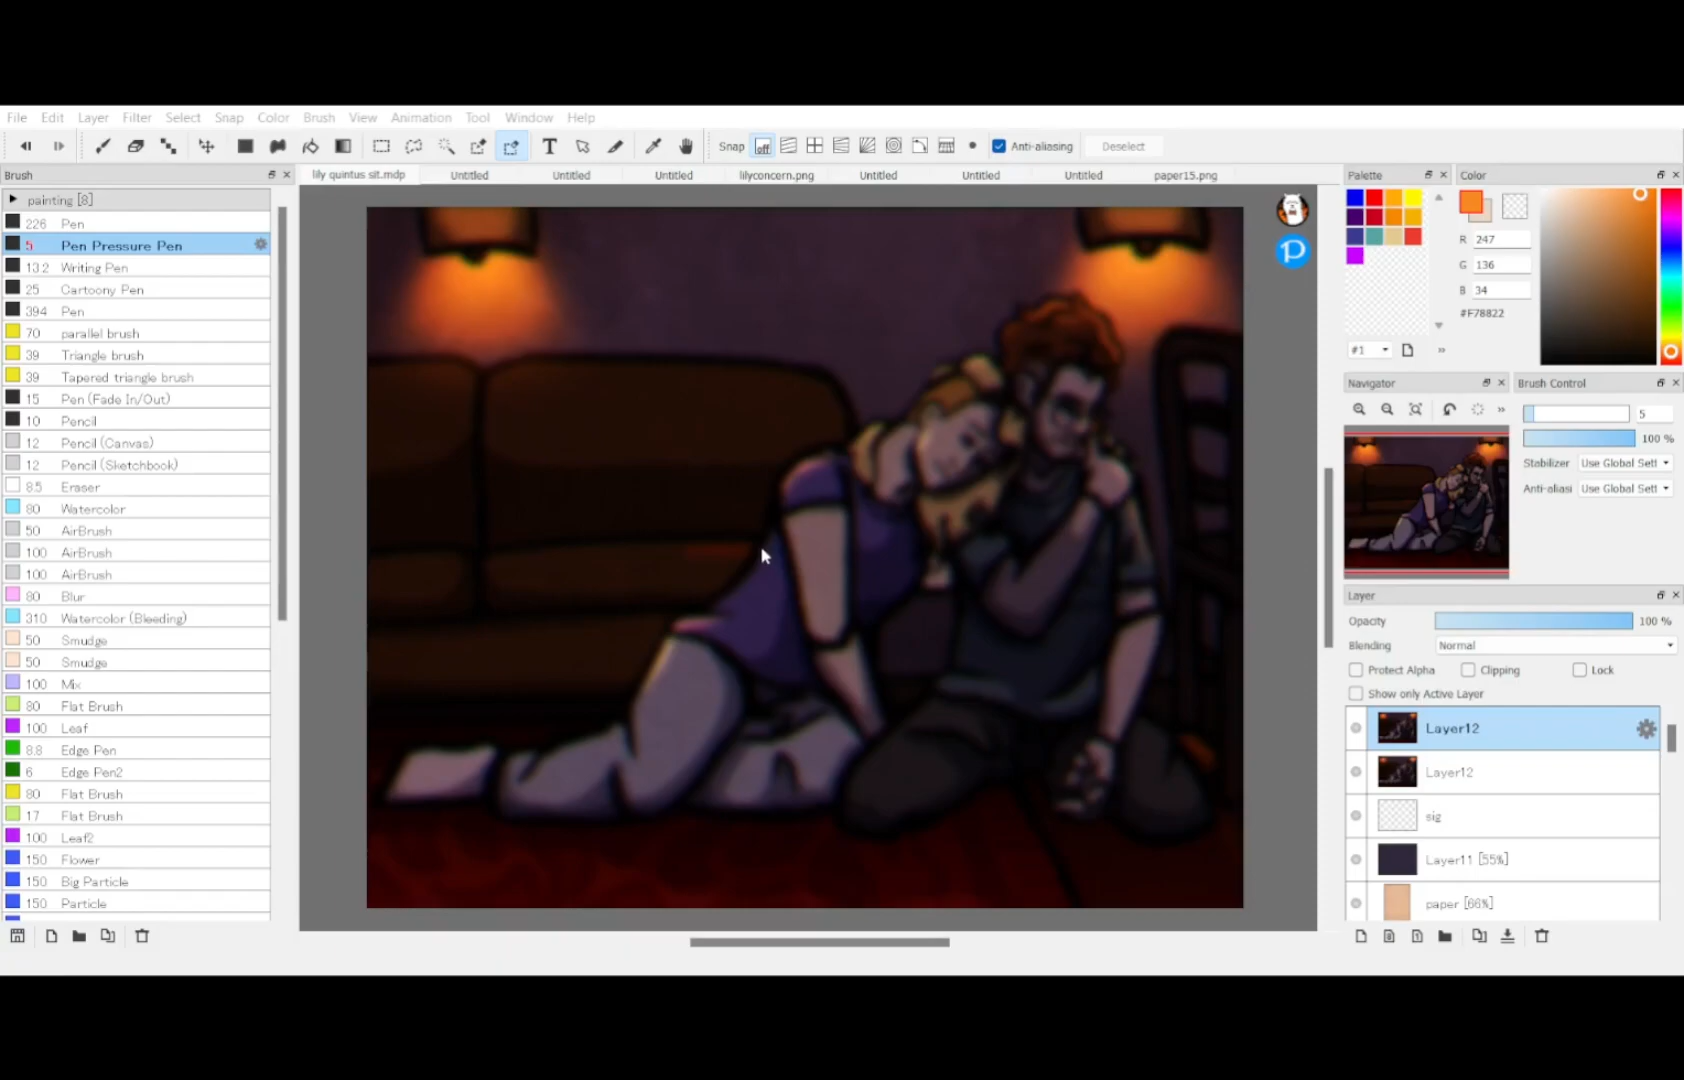 File Edit Layer Filter Select Snap Color Brush View Animation Tool Window Help
T Snap off Anti-aliasing Deselect
Brush
lily quintus sit.mdp Untitled Untitled Untitled lilyconcern.png Untitled Untitled Untitled paper15.png
painting [8]
226 Pen
5 Pen Pressure Pen
13.2 Writing Pen
25 Cartoony Pen
394 Pen
70 parallel brush
39 Triangle brush
39 Tapered triangle brush
15 Pen (Fade In/Out)
10 Pencil
12 Pencil (Canvas)
12 Pencil (Sketchbook)
8.5 Eraser
80 Watercolor
50 AirBrush
100 AirBrush
100 AirBrush
80 Blur
310 Watercolor (Bleeding)
50 Smudge
50 Smudge
100 Mix
80 Flat Brush
100 Leaf
8.8 Edge Pen
6 Edge Pen2
80 Flat Brush
17 Flat Brush
100 Leaf2
150 Flower
150 Big Particle
150 Particle
P
Palette
#1
Color
R 247
G 136
B 34
#F78822
Navigator
Brush Control
5
100 %
Stabilizer Use Global Sett
Anti-aliasi Use Global Sett
Layer
Opacity 100 %
Blending Normal
Protect Alpha Clipping Lock
Show only Active Layer
Layer12
Layer12
sig
Layer11 [55%]
paper [66%]